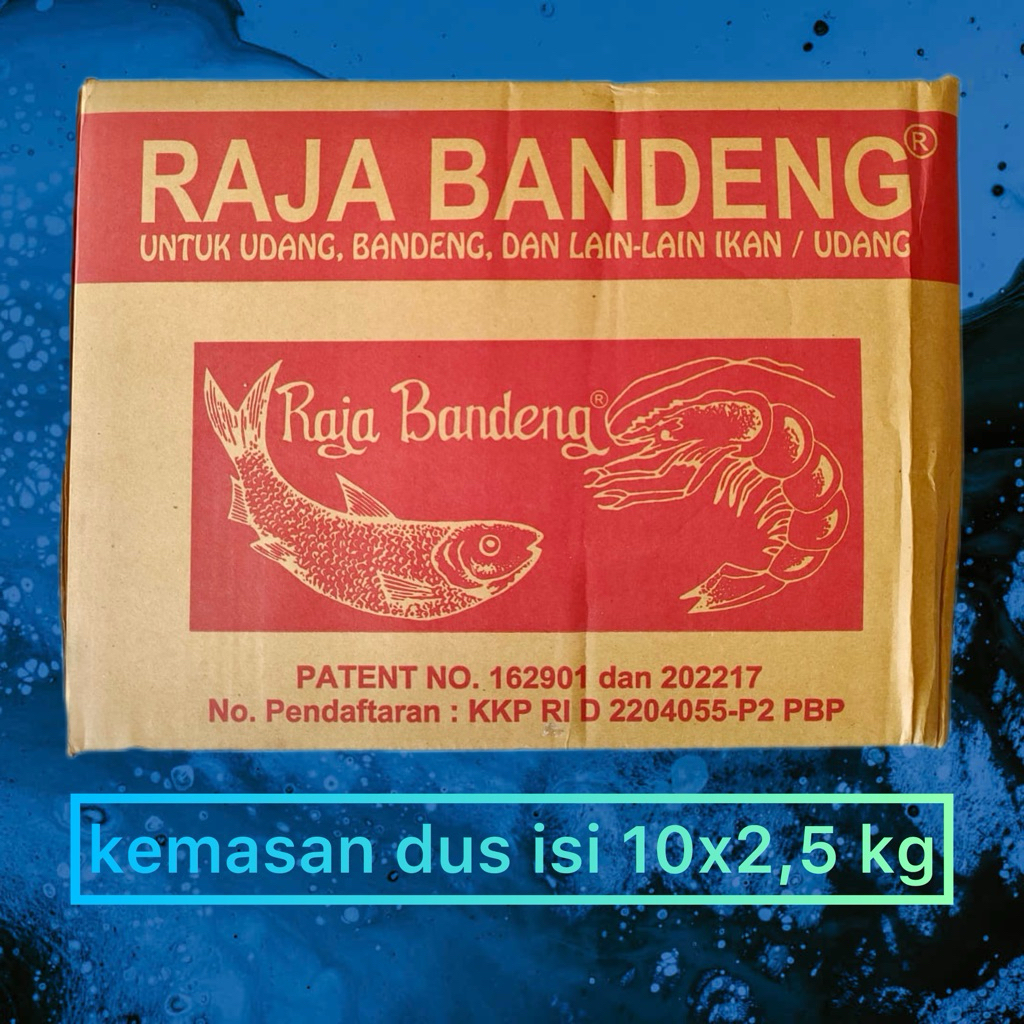 RAJA BANDENG®
UNTUK UDANG, BANDENG, DAN LAIN-LAIN IKAN / UDANG
Raja Bandeng®
PATENT NO. 162901 dan 202217
No. Pendaftaran : KKP RI D 2204055-P2 PBP
kemasan dus isi 10x2,5 kg